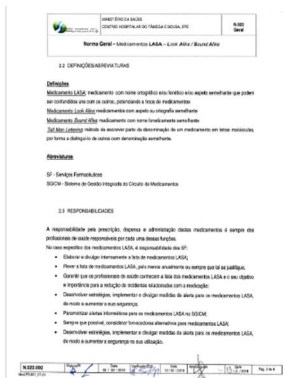 MINISTÉRIO DA SAÚDE
CENTRO HOSPITALAR DO TÂMEGA E SOUSA, EPE
N.020
Geral
Norma Geral - Medicamentos LASA - Look Alike / Sound Alike
2.2 DEFINIÇÕES/ABREVIATURAS
Definições
Medicamento LASA: medicamento com nome ortográfico e/ou fonético e/ou aspeto semelhante que podem
ser confundidos uns com os outros, potenciando a troca de medicamentos
Medicamento Look Alike: medicamentos com aspeto ou ortografia semelhante
Medicamento Sound Alike: medicamento com nome foneticamente semelhante
Tall Man Lettering: método de escrever parte da denominação de um medicamento em letras maiúsculas,
por forma a distingui-lo de outros com denominação semelhante.
Abreviaturas
SF - Serviços Farmacêuticos
SGICM - Sistema de Gestão Integrada do Circuito do Medicamento
2.3 RESPONSABILIDADES
A responsabilidade pela prescrição, dispensa e administração destes medicamentos é sempre dos
profissionais de saúde responsáveis por cada uma dessas funções.
No caso específico dos medicamentos LASA, é responsabilidade dos SF:
• Elaborar e divulgar internamente a lista de medicamentos LASA;
• Rever a lista de medicamentos LASA, pelo menos anualmente ou sempre que tal se justifique;
• Garantir que os profissionais de saúde conhecem a lista dos medicamentos LASA e o seu objetivo
e importância para a redução de incidentes relacionados com a medicação;
• Desenvolver estratégias, implementar e divulgar medidas de alerta para os medicamentos LASA,
de modo a aumentar a sua segurança;
• Parametrizar alertas informáticos para os medicamentos LASA no SGICM;
• Sempre que possível, considerar fornecedores alternativos para medicamentos LASA;
• Desenvolver estratégias, implementar e divulgar medidas de alerta para os medicamentos LASA,
de modo a aumentar a segurança na sua utilização.
Data
Data
Data